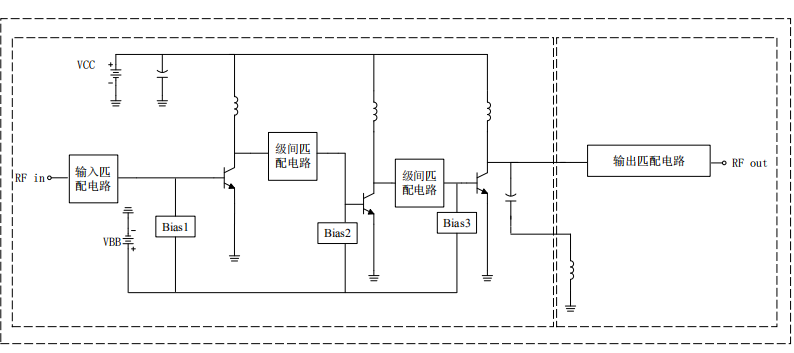 VCC
+
-
RF in
输入匹
配电路
级间匹
配电路
级间匹
配电路
输出匹配电路
RF out
Bias1
Bias2
Bias3
VBB
-
+